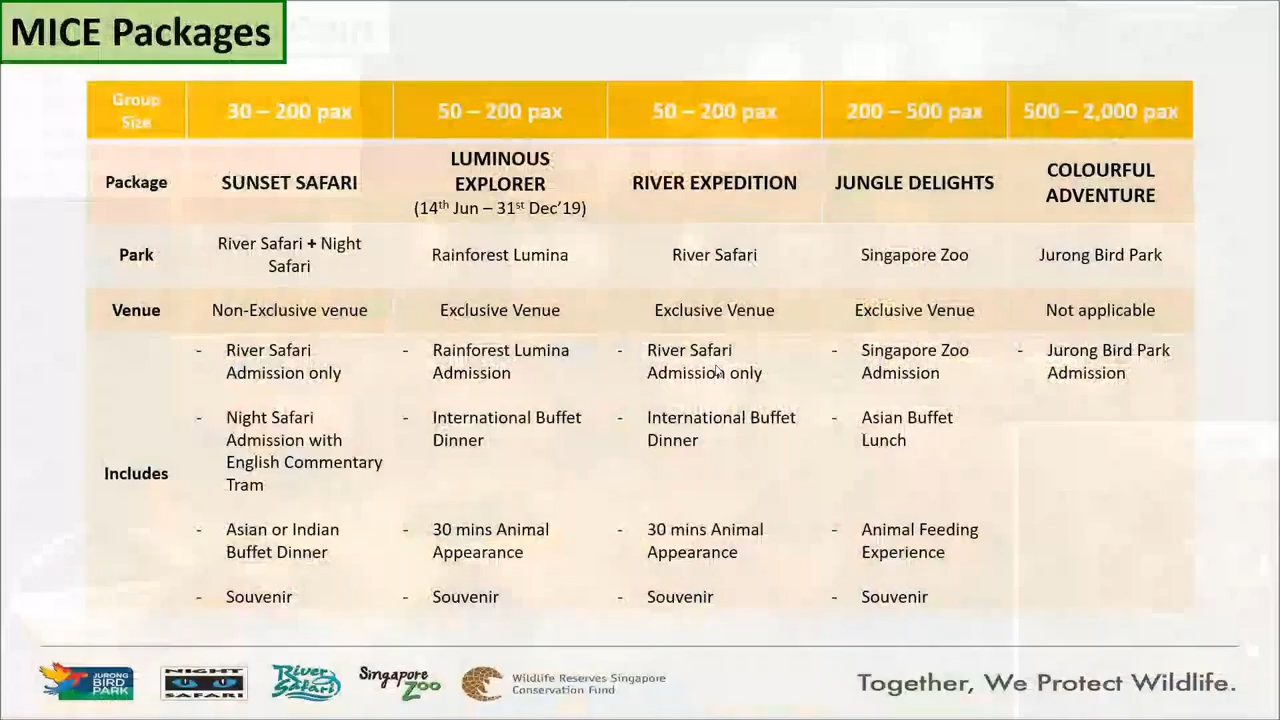 MICE Packages
Group Size 30 – 200 pax 50 – 200 pax 50 – 200 pax 200 – 500 pax 500 – 2,000 pax
Package SUNSET SAFARI LUMINOUS EXPLORER (14th Jun – 31st Dec'19) RIVER EXPEDITION JUNGLE DELIGHTS COLOURFUL ADVENTURE
Park River Safari + Night Safari Rainforest Lumina River Safari Singapore Zoo Jurong Bird Park
Venue Non-Exclusive venue Exclusive Venue Exclusive Venue Exclusive Venue Not applicable
Includes
- River Safari
Admission only
- Night Safari
Admission with
English Commentary
Tram
- Asian or Indian
Buffet Dinner
- Souvenir
- Rainforest Lumina
Admission
- International Buffet
Dinner
- 30 mins Animal
Appearance
- Souvenir
- River Safari
Admission only
- International Buffet
Dinner
- 30 mins Animal
Appearance
- Souvenir
- Singapore Zoo
Admission
- Asian Buffet
Lunch
- Animal Feeding
Experience
- Souvenir
- Jurong Bird Park
Admission
JURONG
BIRD
PARK
NIGHT
SAFARI
River
Safari
Singapore
Zoo
Wildlife Reserves Singapore
Conservation Fund
Together, We Protect Wildlife.